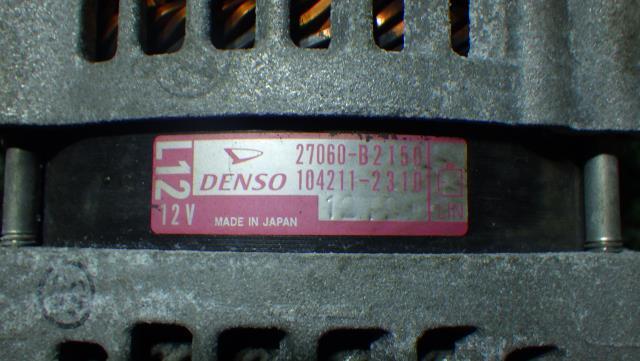 L12
12V
27060-B2150
DENSO 104211-2310
MADE IN JAPAN